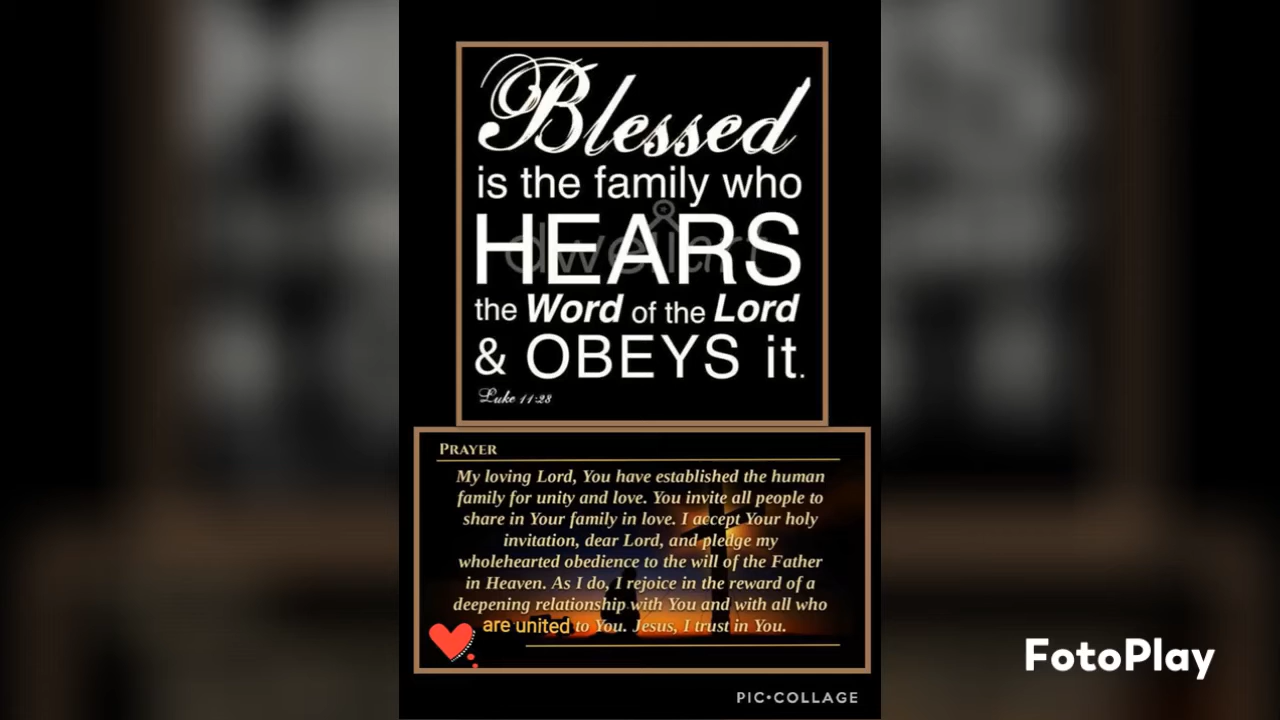 Blessed
is the family who
HEARS
dwellart
the Word of the Lord
& OBEYS it.
Luke 11:28
PRAYER
My loving Lord, You have established the human
family for unity and love. You invite all people to
share in Your family in love. I accept Your holy
invitation, dear Lord, and pledge my
wholehearted obedience to the will of the Father
in Heaven. As I do, I rejoice in the reward of a
deepening relationship with You and with all who
are united to You. Jesus, I trust in You.
FotoPlay
PIC•COLLAGE